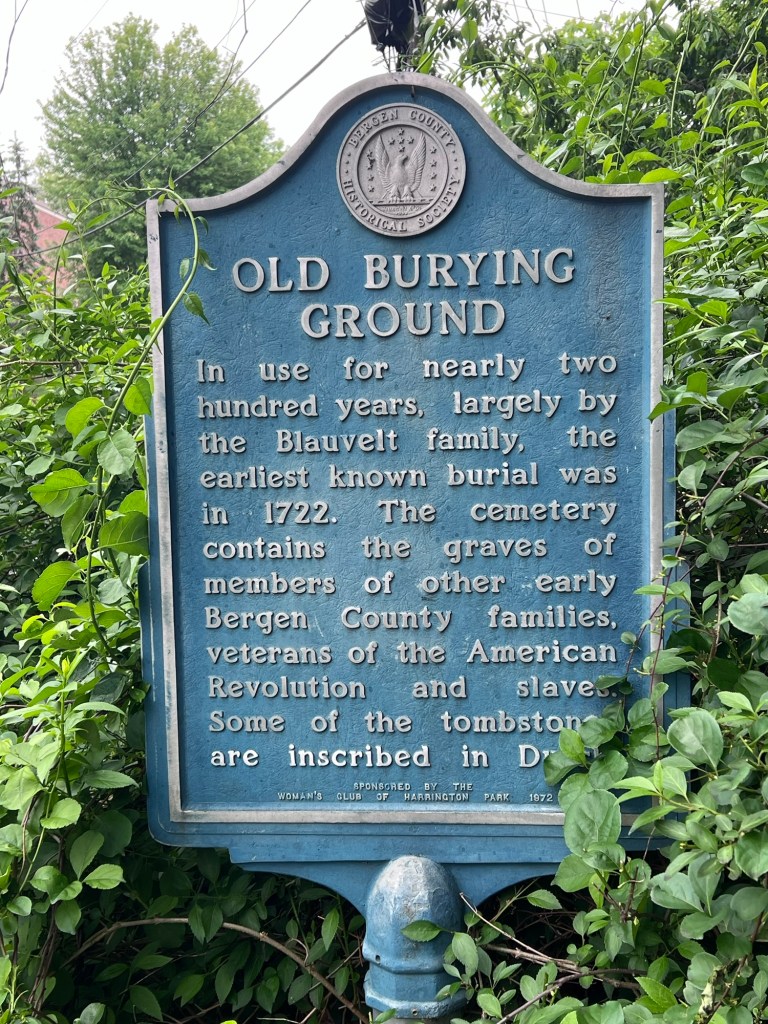 BERGEN COUNTY
HISTORICAL SOCIETY
OLD BURYING
GROUND
In use for nearly two
hundred years, largely by
the Blauvelt family, the
earliest known burial was
in 1722. The cemetery
contains the graves of
members of other early
Bergen County families,
veterans of the American
Revolution and slaves.
Some of the tombstone
are inscribed in Du
SPONSORED BY THE
WOMAN'S CLUB OF HARRINGTON PARK 1972